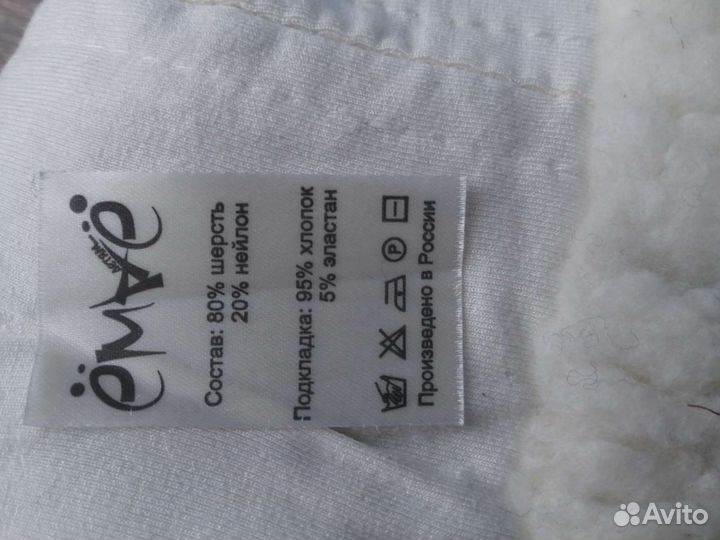 ёмаё
Состав: 80% шерсть
20% нейлон
Подкладка: 95% хлопок
5% эластан
P
Произведено в России
Avito